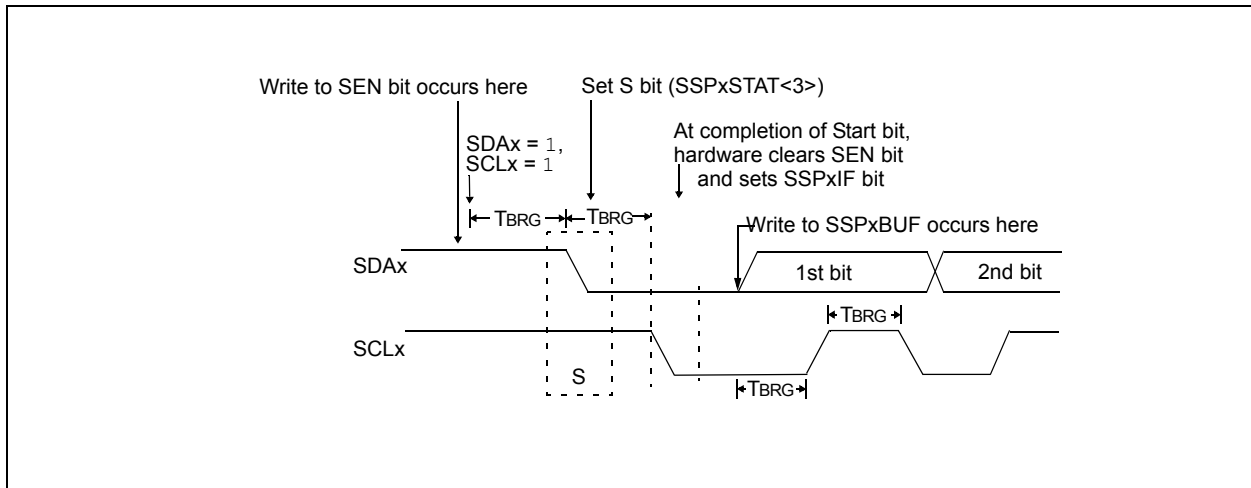 Write to SEN bit occurs here
Set S bit (SSPxSTAT<3>)
SDAx = 1,
SCLx = 1
At completion of Start bit,
hardware clears SEN bit
and sets SSPxIF bit
TBRG
TBRG
Write to SSPxBUF occurs here
SDAx
1st bit
2nd bit
TBRG
SCLx
S
TBRG